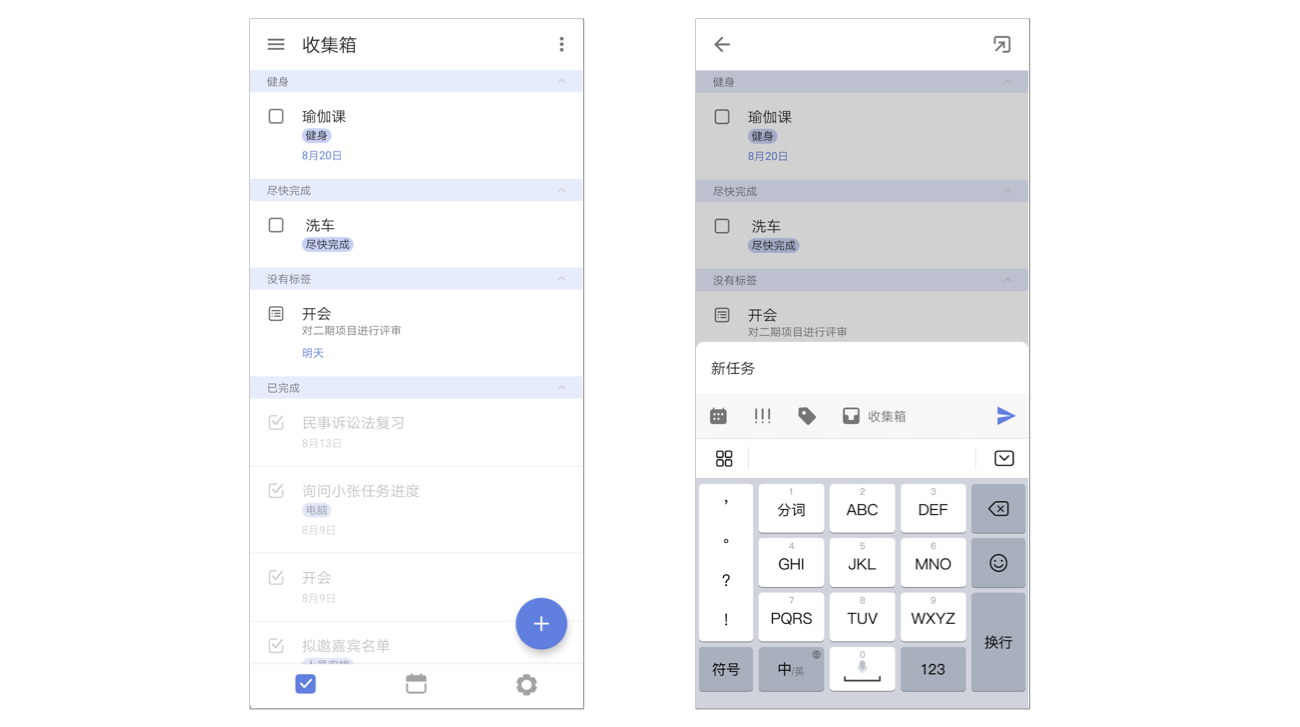 收集箱
健身
瑜伽课
健身
8月20日
尽快完成
洗车
尽快完成
没有标签
开会
对二期项目进行评审
明天
已完成
民事诉讼法复习
8月13日
询问小张任务进度
电脑
8月9日
开会
8月9日
拟邀嘉宾名单
健身
瑜伽课
健身
8月20日
尽快完成
洗车
尽快完成
没有标签
开会
对二期项目进行评审
新任务
!!! 收集箱
， 1 分词 2 ABC 3 DEF
。 4 GHI 5 JKL 6 MNO
?
! 7 PQRS 8 TUV 9 WXYZ 换行
符号 中/英 0 123